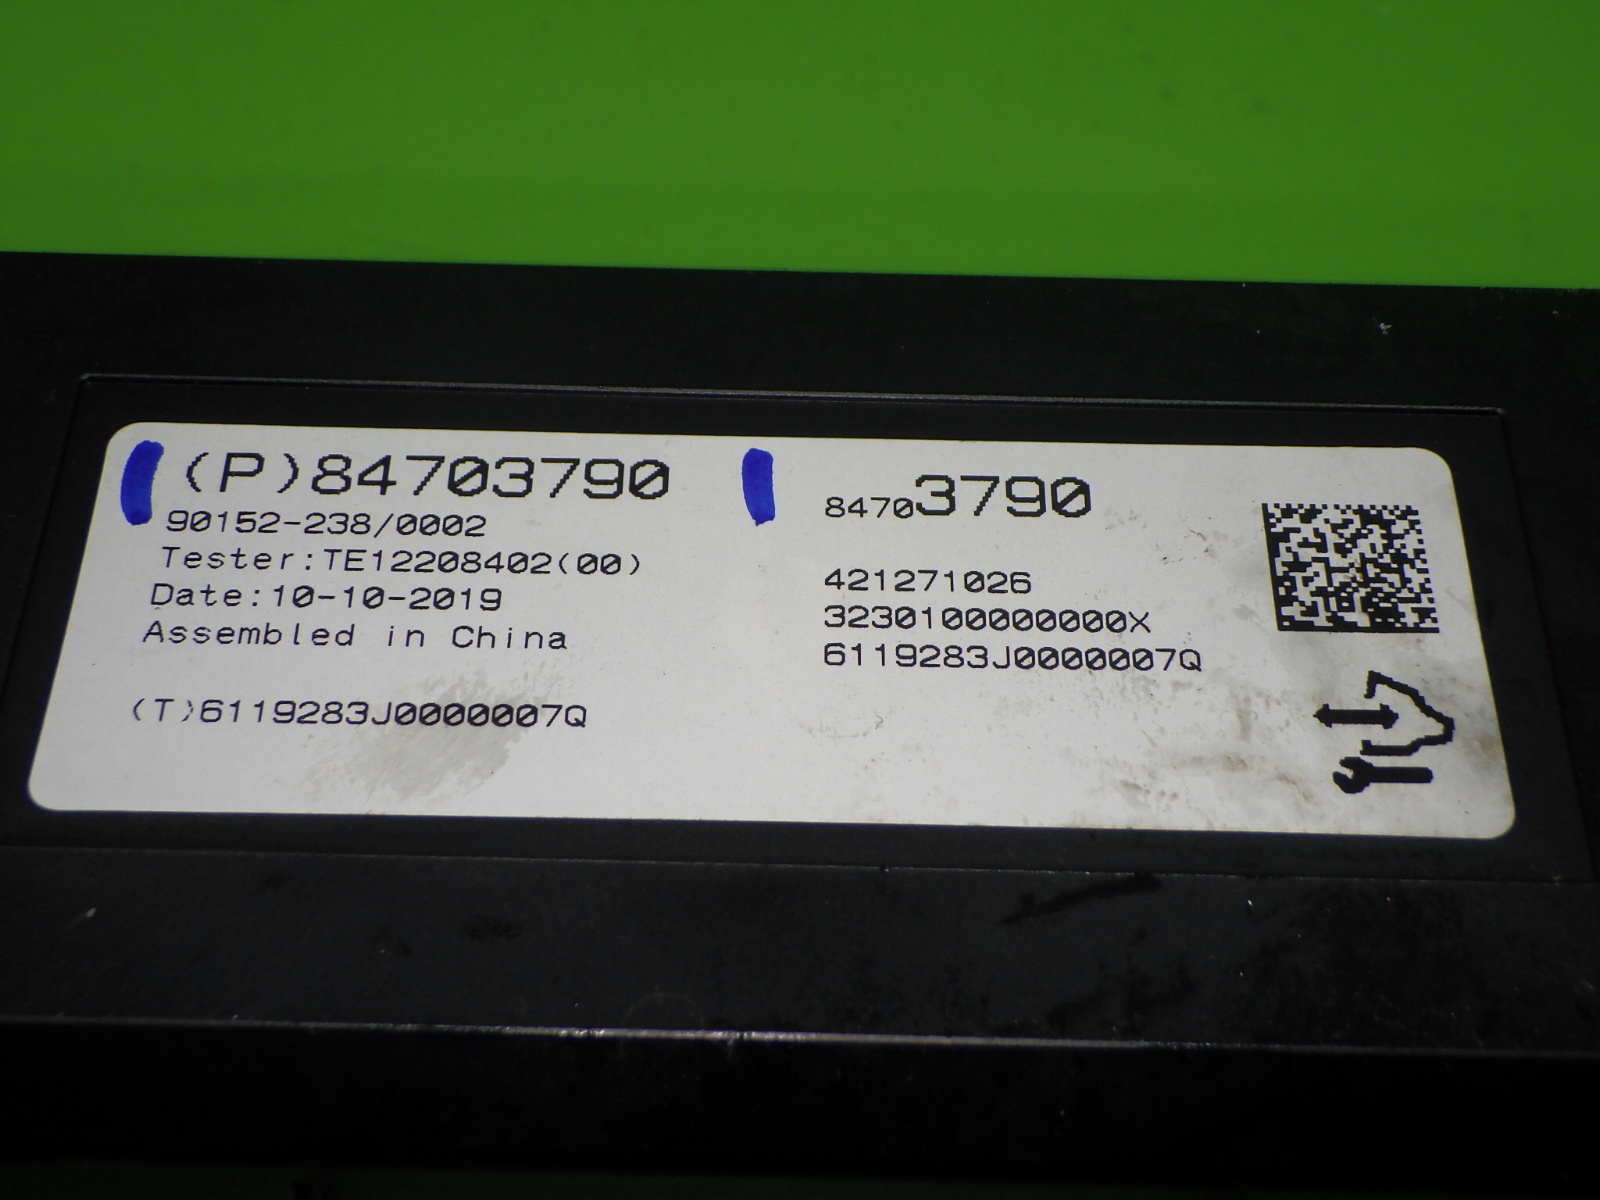 (P)84703790
90152-238/0002
Tester:TE12208402(00)
Date:10-10-2019
Assembled in China
(T)6119283J0000007Q
84703790
421271026
3230100000000X
6119283J0000007Q